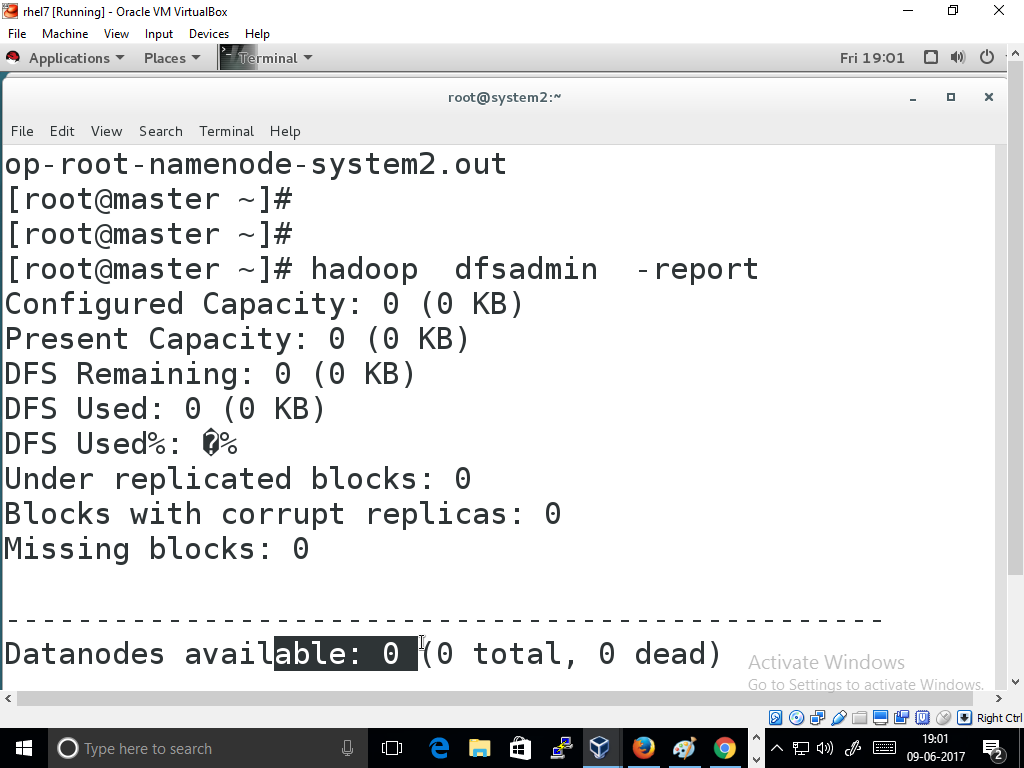 rhel7 [Running] - Oracle VM VirtualBox
File Machine View Input Devices Help
Applications Places Terminal Fri 19:01
root@system2:~
File Edit View Search Terminal Help
op-root-namenode-system2.out
[root@master ~]#
[root@master ~]#
[root@master ~]# hadoop  dfsadmin  -report
Configured Capacity: 0 (0 KB)
Present Capacity: 0 (0 KB)
DFS Remaining: 0 (0 KB)
DFS Used: 0 (0 KB)
DFS Used%: �%
Under replicated blocks: 0
Blocks with corrupt replicas: 0
Missing blocks: 0
-------------------------------------------------
Datanodes available: 0 (0 total, 0 dead)
Activate Windows
Go to Settings to activate Windows.
Right Ctrl
Type here to search
19:01
09-06-2017
2